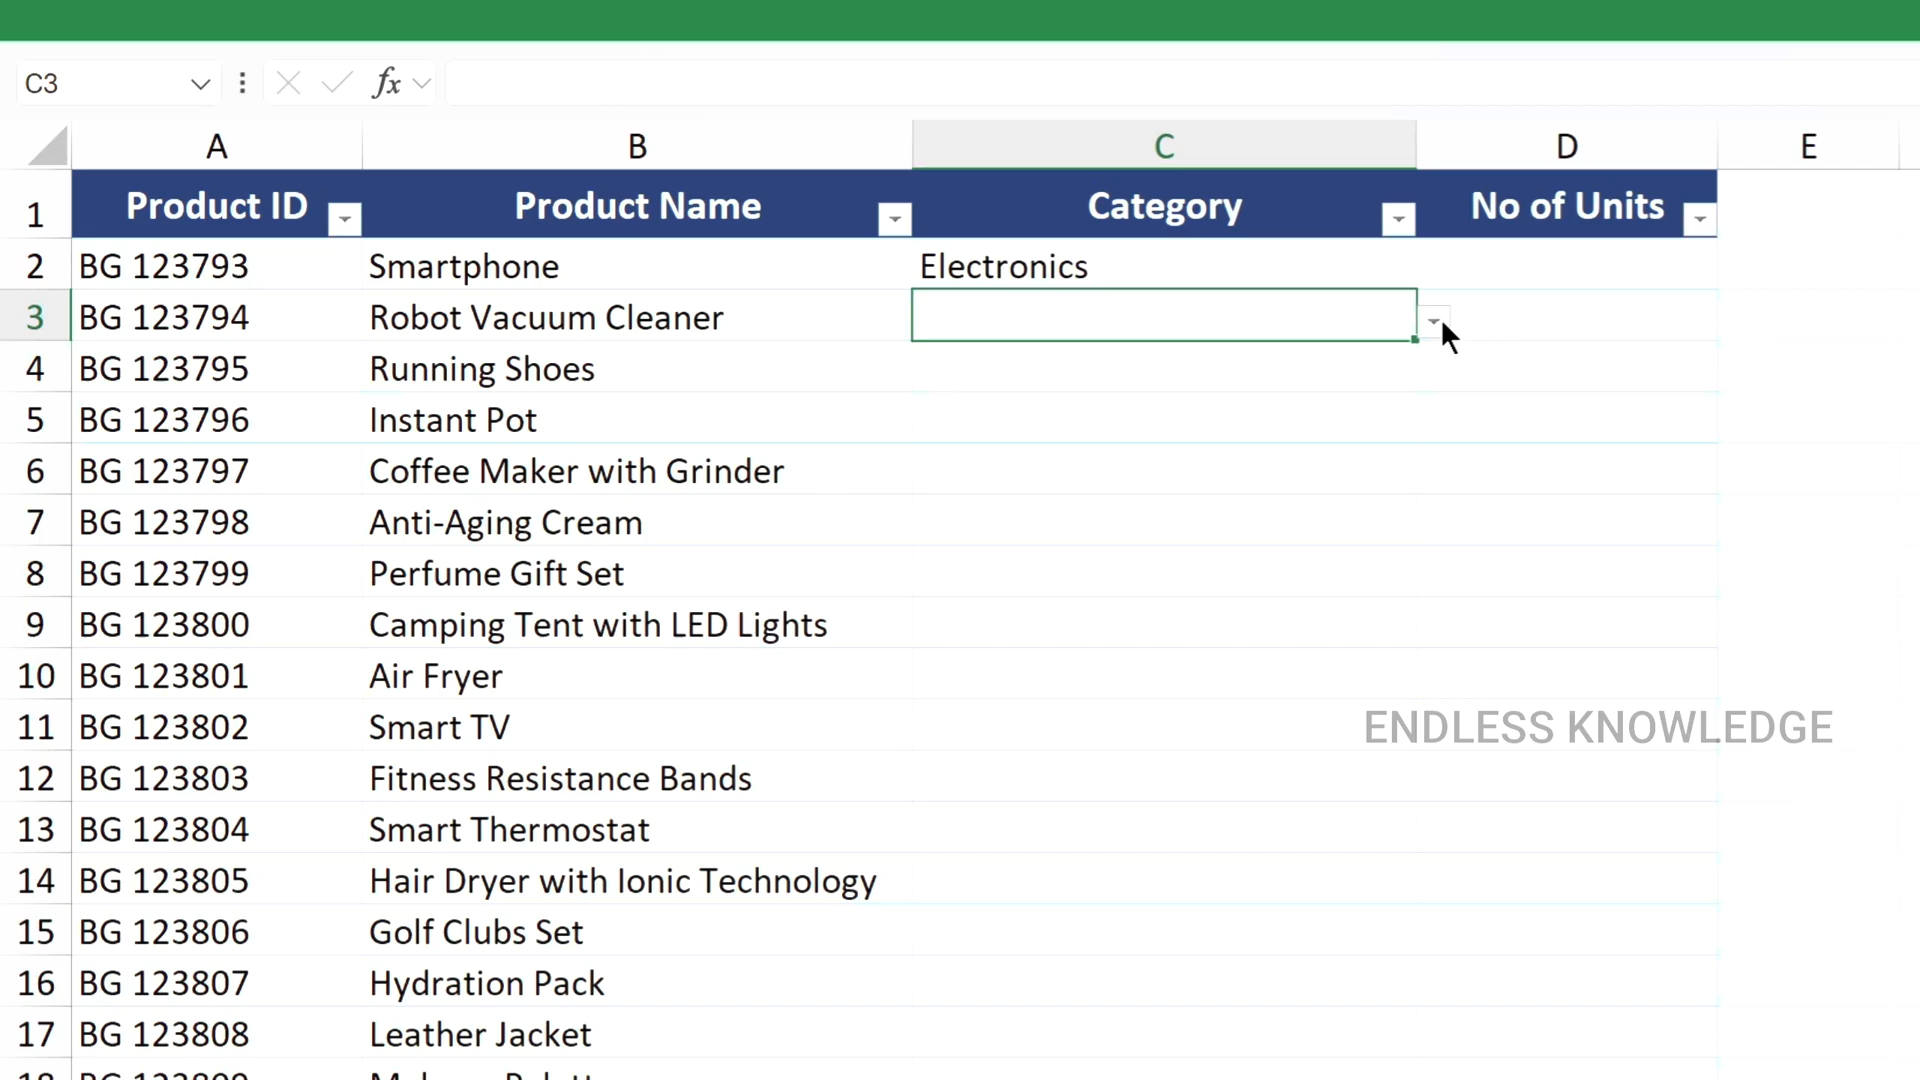 C3 fx
A B C D E
1 Product ID Product Name Category No of Units
2 BG 123793 Smartphone Electronics
3 BG 123794 Robot Vacuum Cleaner
4 BG 123795 Running Shoes
5 BG 123796 Instant Pot
6 BG 123797 Coffee Maker with Grinder
7 BG 123798 Anti-Aging Cream
8 BG 123799 Perfume Gift Set
9 BG 123800 Camping Tent with LED Lights
10 BG 123801 Air Fryer
11 BG 123802 Smart TV ENDLESS KNOWLEDGE
12 BG 123803 Fitness Resistance Bands
13 BG 123804 Smart Thermostat
14 BG 123805 Hair Dryer with Ionic Technology
15 BG 123806 Golf Clubs Set
16 BG 123807 Hydration Pack
17 BG 123808 Leather Jacket